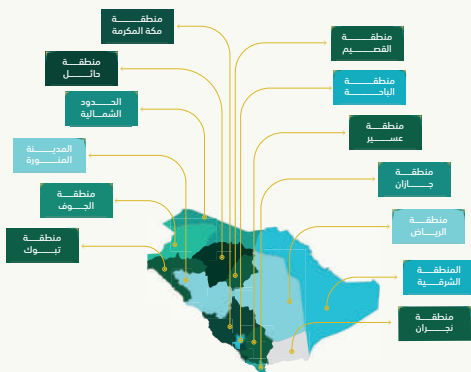 منطقة
مكة المكرمة
منطقة
القصيم
منطقة
حائل
منطقة
الباحة
الحدود
الشمالية
منطقة
عسير
المدينة
المنورة
منطقة
جازان
منطقة
الجوف
منطقة
الرياض
منطقة
تبوك
المنطقة
الشرقية
منطقة
نجران